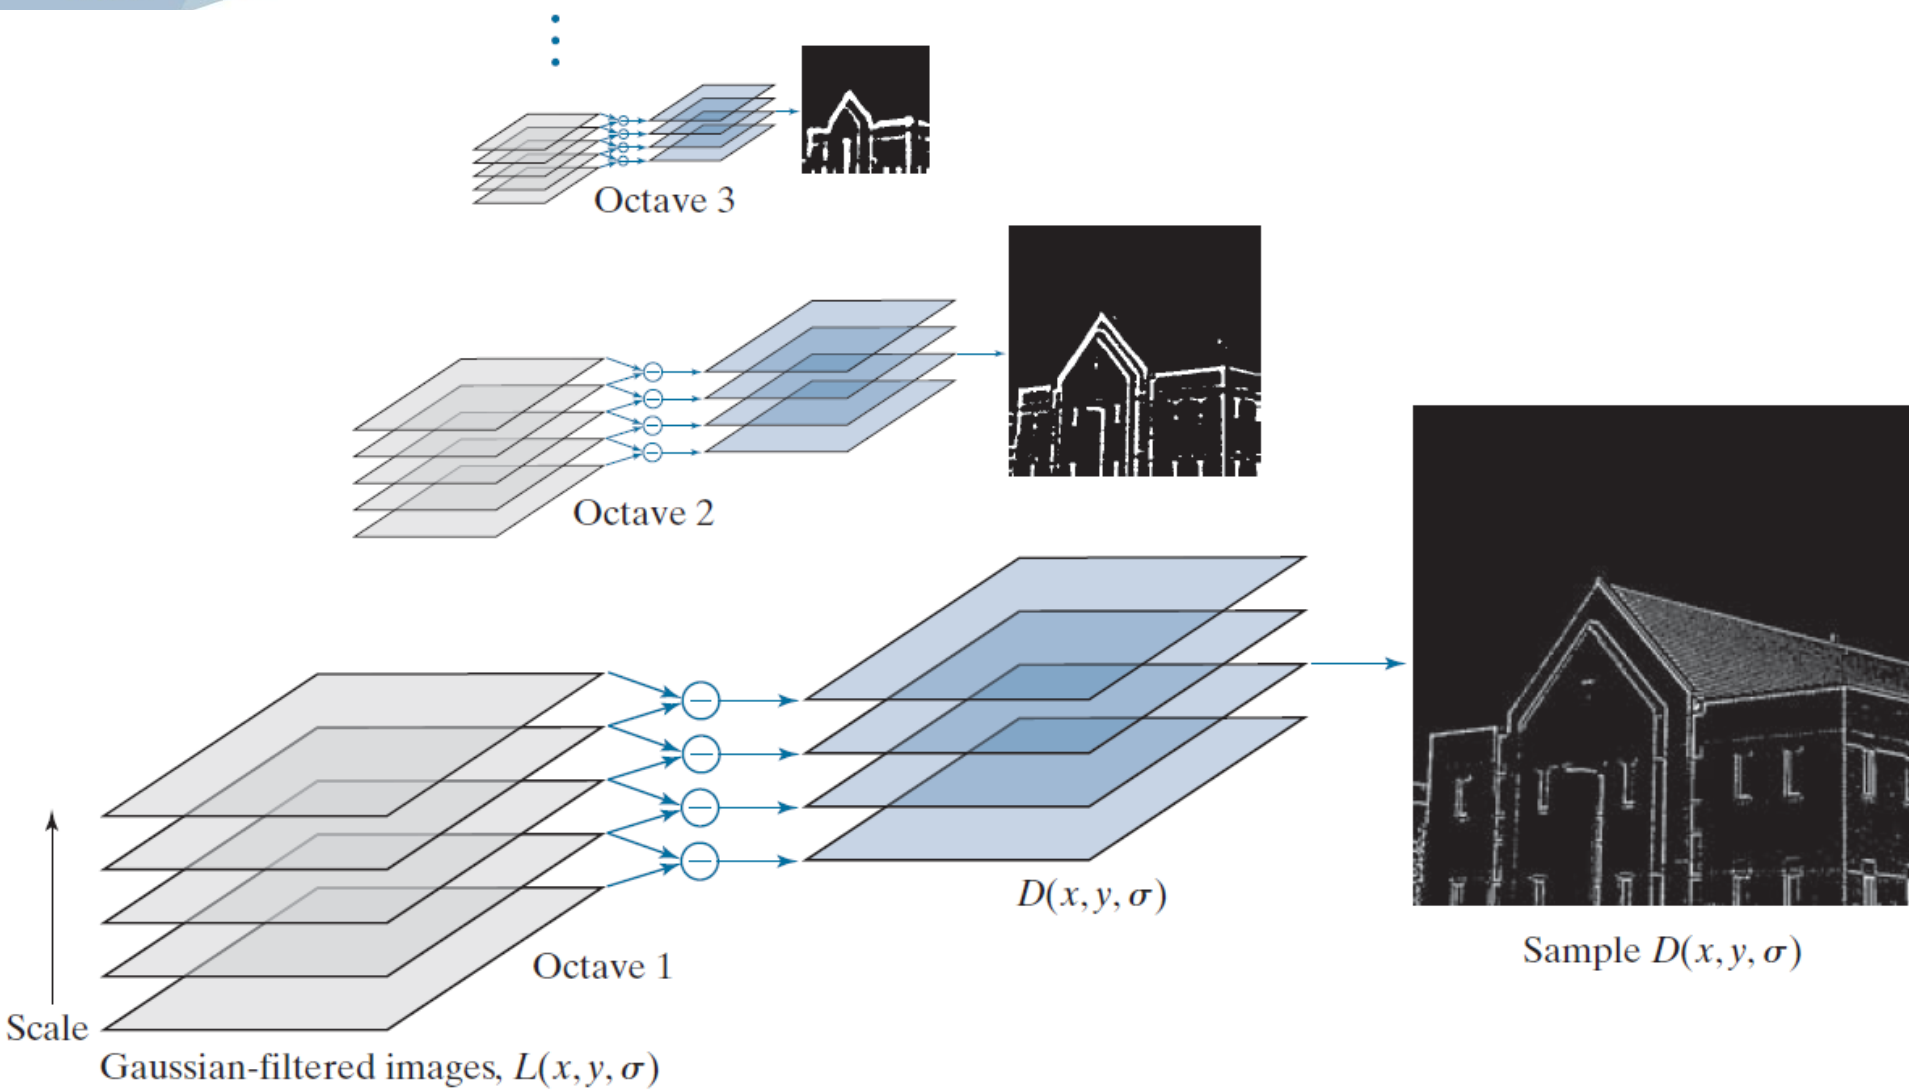 Octave 3
Octave 2
D(x, y, σ)
Sample D(x, y, σ)
Octave 1
Scale
Gaussian-filtered images, L(x, y, σ)